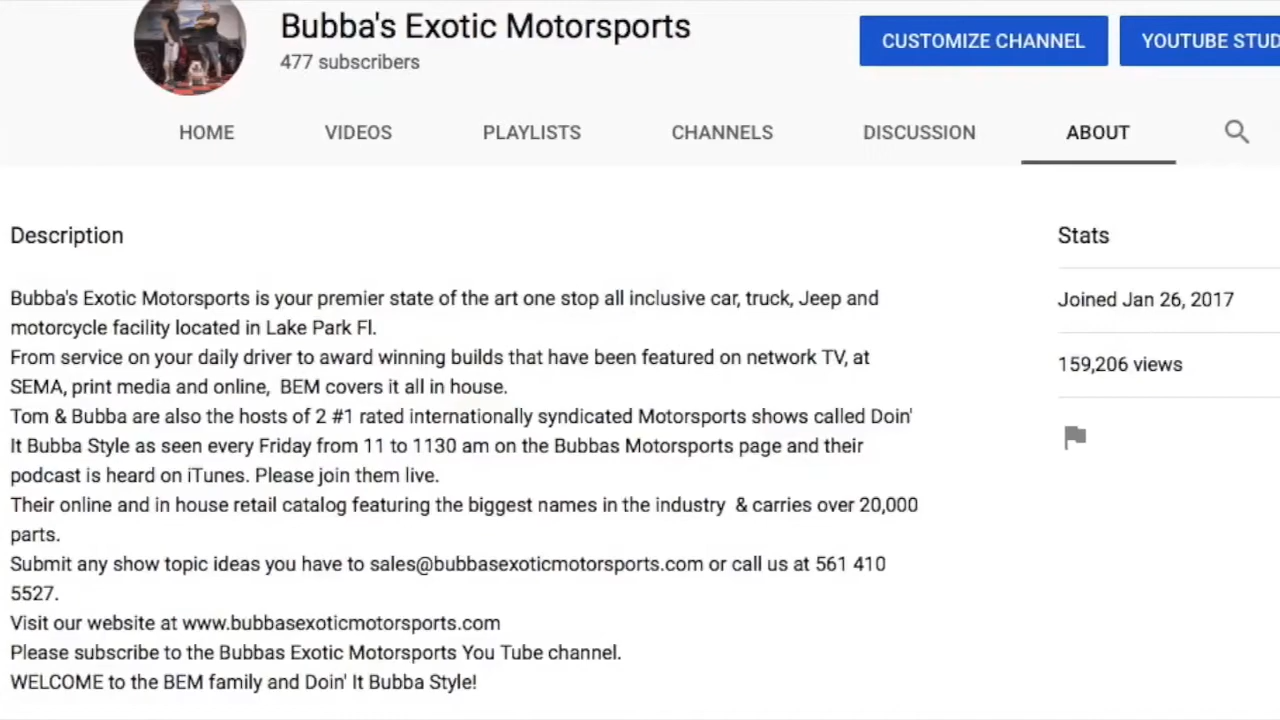 Bubba's Exotic Motorsports
477 subscribers
CUSTOMIZE CHANNEL
YOUTUBE STUD
HOME
VIDEOS
PLAYLISTS
CHANNELS
DISCUSSION
ABOUT
Description
Bubba's Exotic Motorsports is your premier state of the art one stop all inclusive car, truck, Jeep and
motorcycle facility located in Lake Park Fl.
From service on your daily driver to award winning builds that have been featured on network TV, at
SEMA, print media and online,  BEM covers it all in house.
Tom & Bubba are also the hosts of 2 #1 rated internationally syndicated Motorsports shows called Doin'
It Bubba Style as seen every Friday from 11 to 1130 am on the Bubbas Motorsports page and their
podcast is heard on iTunes. Please join them live.
Their online and in house retail catalog featuring the biggest names in the industry  & carries over 20,000
parts.
Submit any show topic ideas you have to sales@bubbasexoticmotorsports.com or call us at 561 410
5527.
Visit our website at www.bubbasexoticmotorsports.com
Please subscribe to the Bubbas Exotic Motorsports You Tube channel.
WELCOME to the BEM family and Doin' It Bubba Style!
Stats
Joined Jan 26, 2017
159,206 views